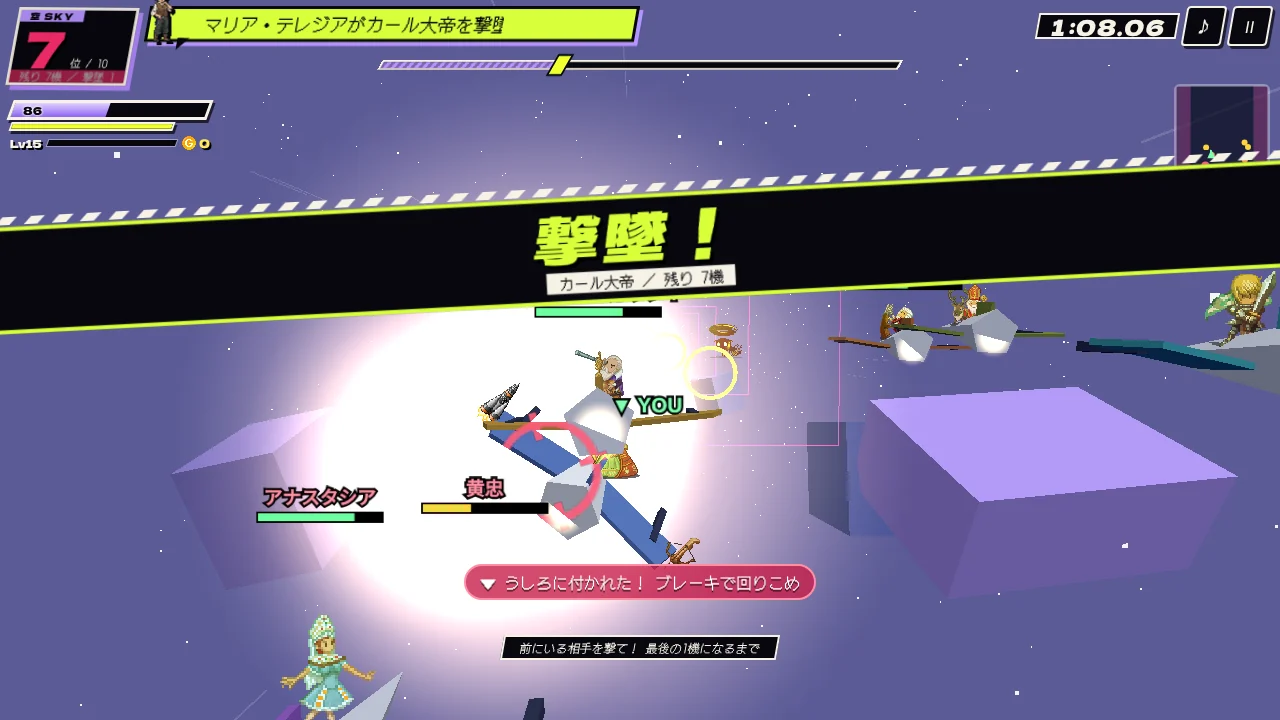 空 SKY
7 位 / 10
残り 7機 / 撃墜 1
マリア・テレジアがカール大帝を撃墜
1:08.06
86
Lv15
G 0
撃墜！
カール大帝 ／ 残り 7機
YOU
アナスタシア
黄忠
うしろに付かれた！ ブレーキで回りこめ
前にいる相手を撃て！ 最後の1機になるまで